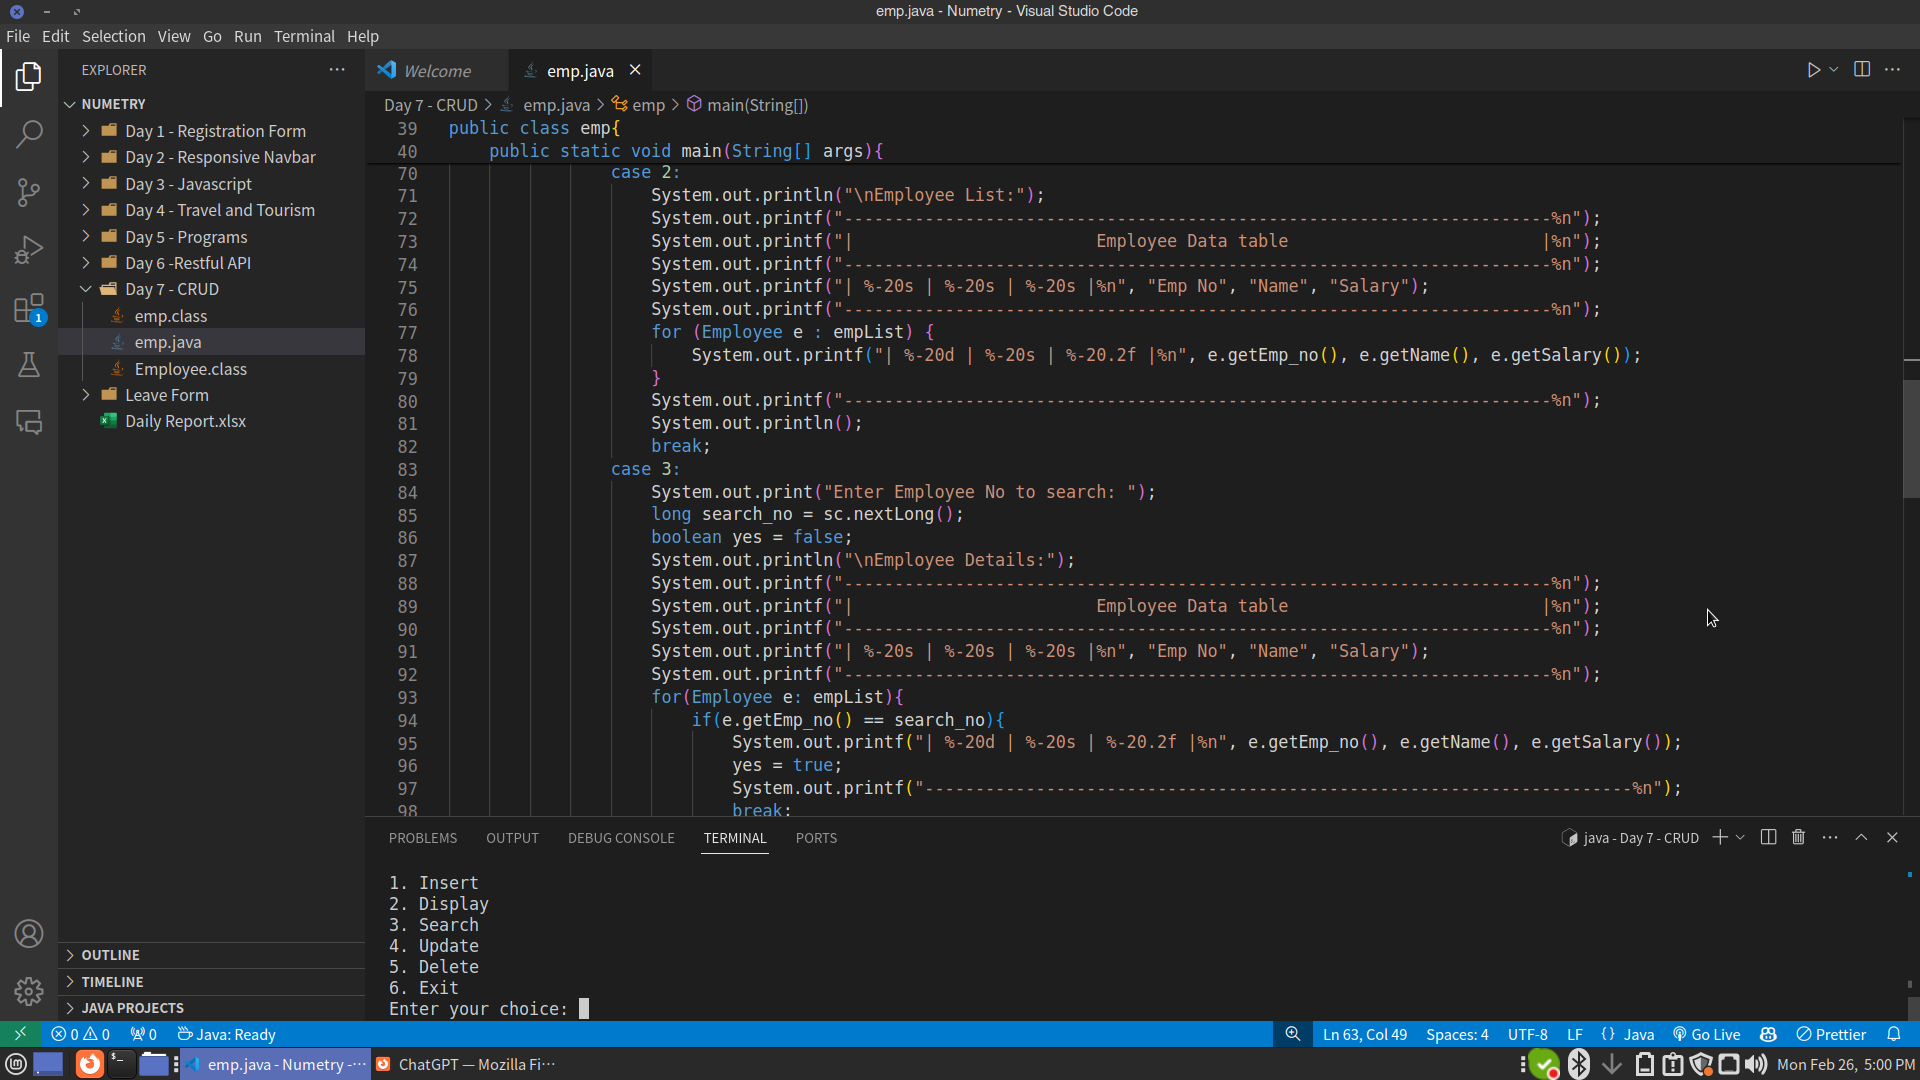 emp.java - Numetry - Visual Studio Code
File Edit Selection View Go Run Terminal Help
EXPLORER
NUMETRY
Day 1 - Registration Form
Day 2 - Responsive Navbar
Day 3 - Javascript
Day 4 - Travel and Tourism
Day 5 - Programs
Day 6 -Restful API
Day 7 - CRUD
emp.class
emp.java
Employee.class
Leave Form
Daily Report.xlsx
OUTLINE
TIMELINE
JAVA PROJECTS
1
Welcome emp.java
Day 7 - CRUD > emp.java > emp > main(String[])
39 public class emp{
40 public static void main(String[] args){
70 case 2:
71 System.out.println("\nEmployee List:");
72 System.out.printf("----------------------------------------------------------------------%n");
73 System.out.printf("|                        Employee Data table                         |%n");
74 System.out.printf("----------------------------------------------------------------------%n");
75 System.out.printf("| %-20s | %-20s | %-20s |%n", "Emp No", "Name", "Salary");
76 System.out.printf("----------------------------------------------------------------------%n");
77 for (Employee e : empList) {
78 System.out.printf("| %-20d | %-20s | %-20.2f |%n", e.getEmp_no(), e.getName(), e.getSalary());
79 }
80 System.out.printf("----------------------------------------------------------------------%n");
81 System.out.println();
82 break;
83 case 3:
84 System.out.print("Enter Employee No to search: ");
85 long search_no = sc.nextLong();
86 boolean yes = false;
87 System.out.println("\nEmployee Details:");
88 System.out.printf("----------------------------------------------------------------------%n");
89 System.out.printf("|                        Employee Data table                         |%n");
90 System.out.printf("----------------------------------------------------------------------%n");
91 System.out.printf("| %-20s | %-20s | %-20s |%n", "Emp No", "Name", "Salary");
92 System.out.printf("----------------------------------------------------------------------%n");
93 for(Employee e: empList){
94 if(e.getEmp_no() == search_no){
95 System.out.printf("| %-20d | %-20s | %-20.2f |%n", e.getEmp_no(), e.getName(), e.getSalary());
96 yes = true;
97 System.out.printf("----------------------------------------------------------------------%n");
98 break;
PROBLEMS OUTPUT DEBUG CONSOLE TERMINAL PORTS
java - Day 7 - CRUD
1. Insert
2. Display
3. Search
4. Update
5. Delete
6. Exit
Enter your choice:
0 0 0 Java: Ready
Ln 63, Col 49 Spaces: 4 UTF-8 LF {} Java Go Live Prettier
emp.java - Numetry -··· ChatGPT — Mozilla Fi··· Mon Feb 26, 5:00 PM